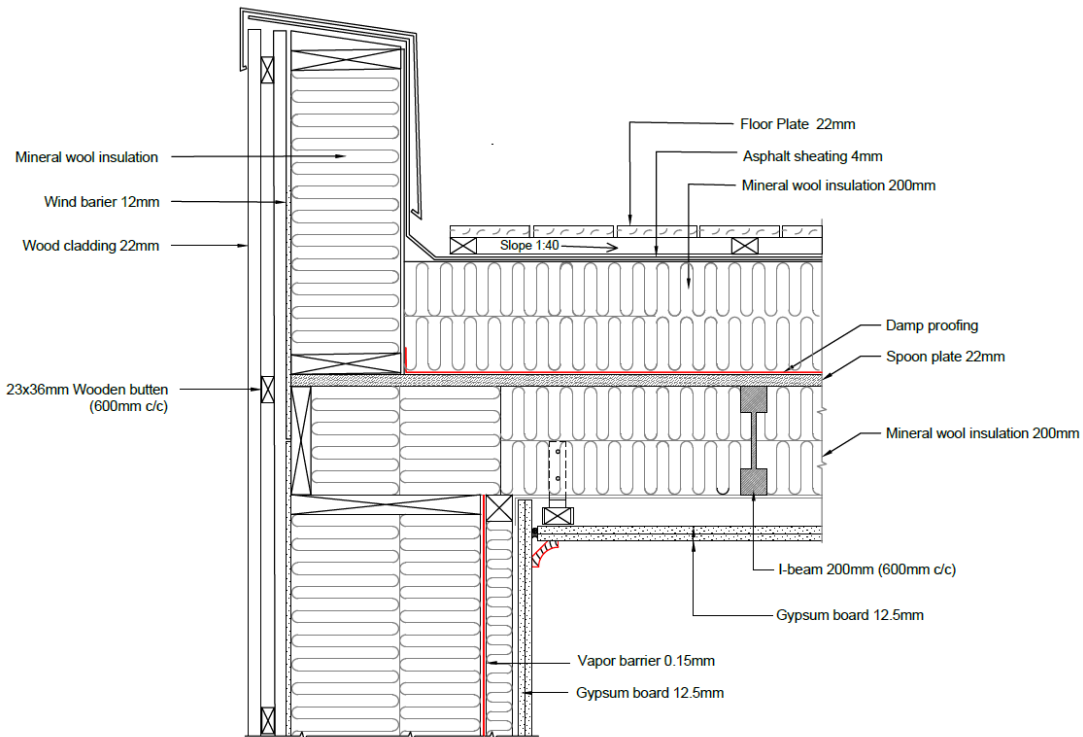 Floor Plate 22mm
Asphalt sheating 4mm
Mineral wool insulation
Mineral wool insulation 200mm
Wind barier 12mm
Wood cladding 22mm
Slope 1:40
Damp proofing
Spoon plate 22mm
23x36mm Wooden butten
(600mm c/c)
Mineral wool insulation 200mm
I-beam 200mm (600mm c/c)
Gypsum board 12.5mm
Vapor barrier 0.15mm
Gypsum board 12.5mm